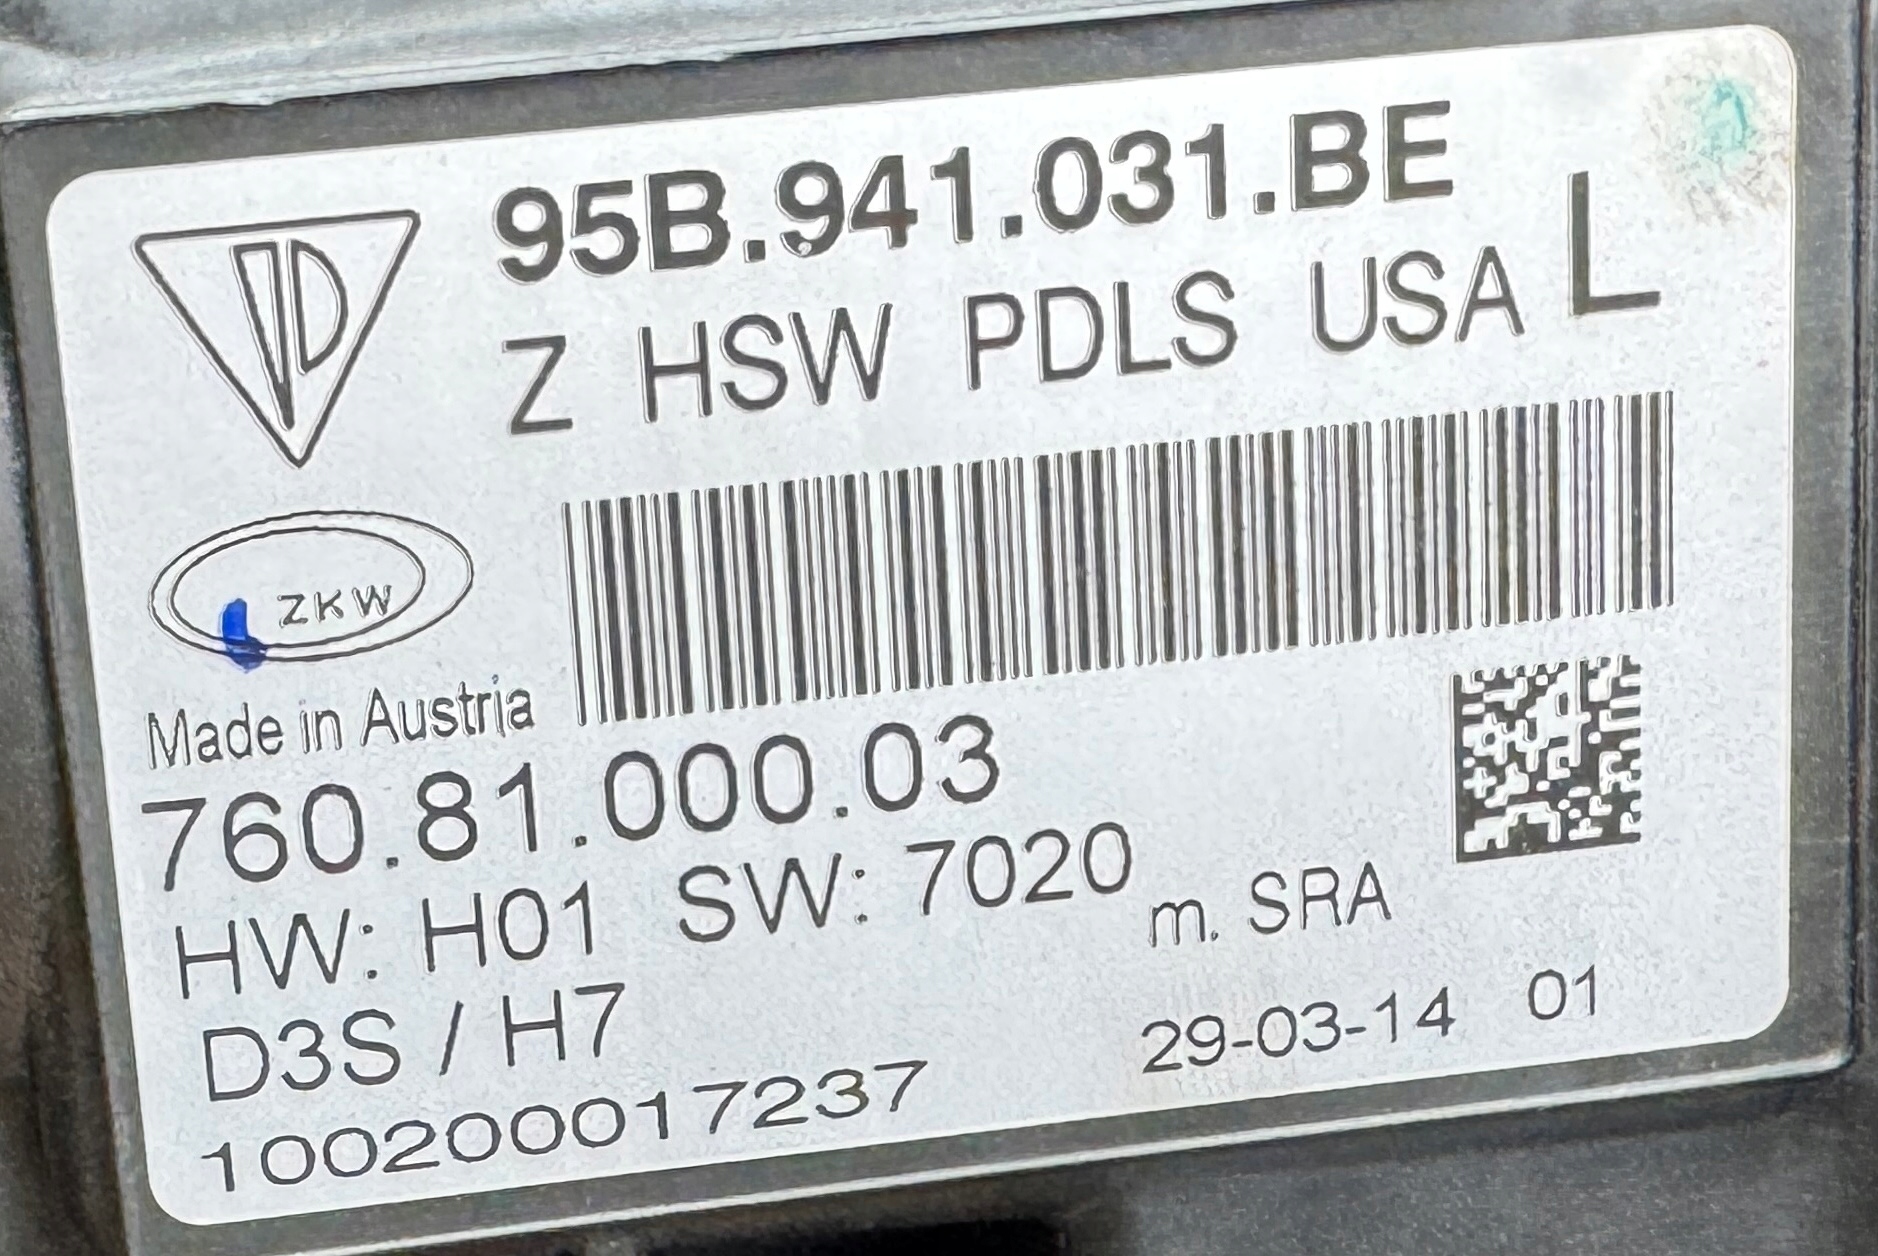 95B.941.031.BE
Z HSW PDLS USA L
ZKW
Made in Austria
760.81.000.03
HW: H01 SW: 7020 m. SRA
D3S / H7
29-03-14 01
100200017237